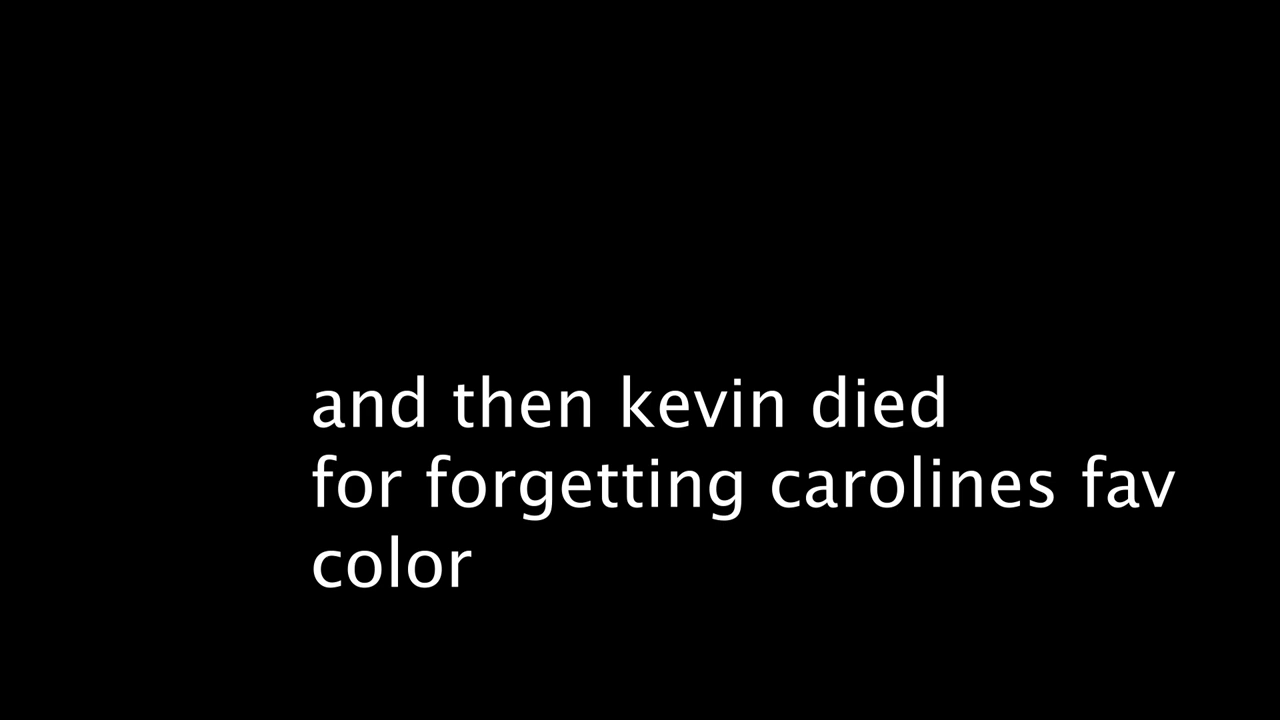 and then kevin died
for forgetting carolines fav
color